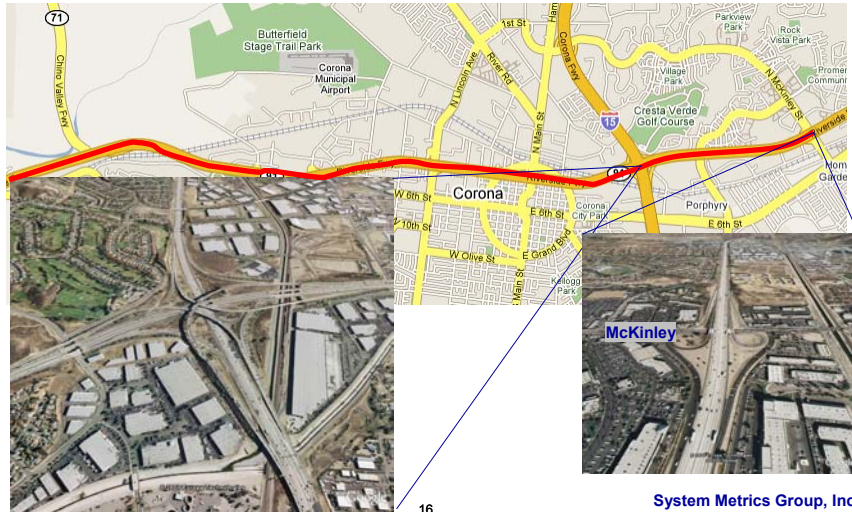 71
Chino Valley Fwy
Butterfield
Stage Trail Park
Corona
Municipal
Airport
1st St
River Rd
N Lincoln Ave
N Main St
Corona Fwy
15
Parkview
Park
Rock
Vista Park
Village
Park
N McKinley St
Cresta Verde
Golf Course
Corona
W 6th St
E 6th St
Corona
City Park
Porphyry
E 6th St
W 10th St
W Olive St
E Grand Blvd
S Main St
Park
McKinley
16
System Metrics Group, Inc